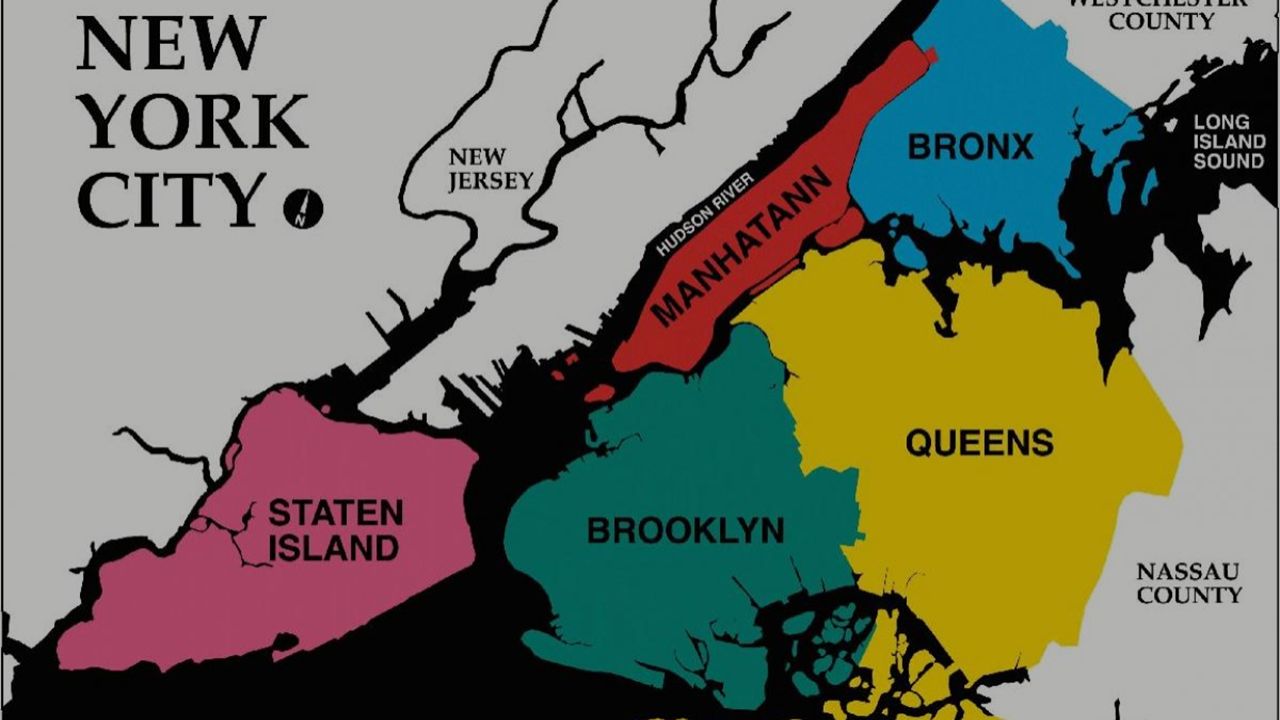 NEW
YORK
CITY
N
WESTCHESTER
COUNTY
LONG
ISLAND
SOUND
NEW
JERSEY
BRONX
HUDSON RIVER
MANHATANN
QUEENS
STATEN
ISLAND
BROOKLYN
NASSAU
COUNTY